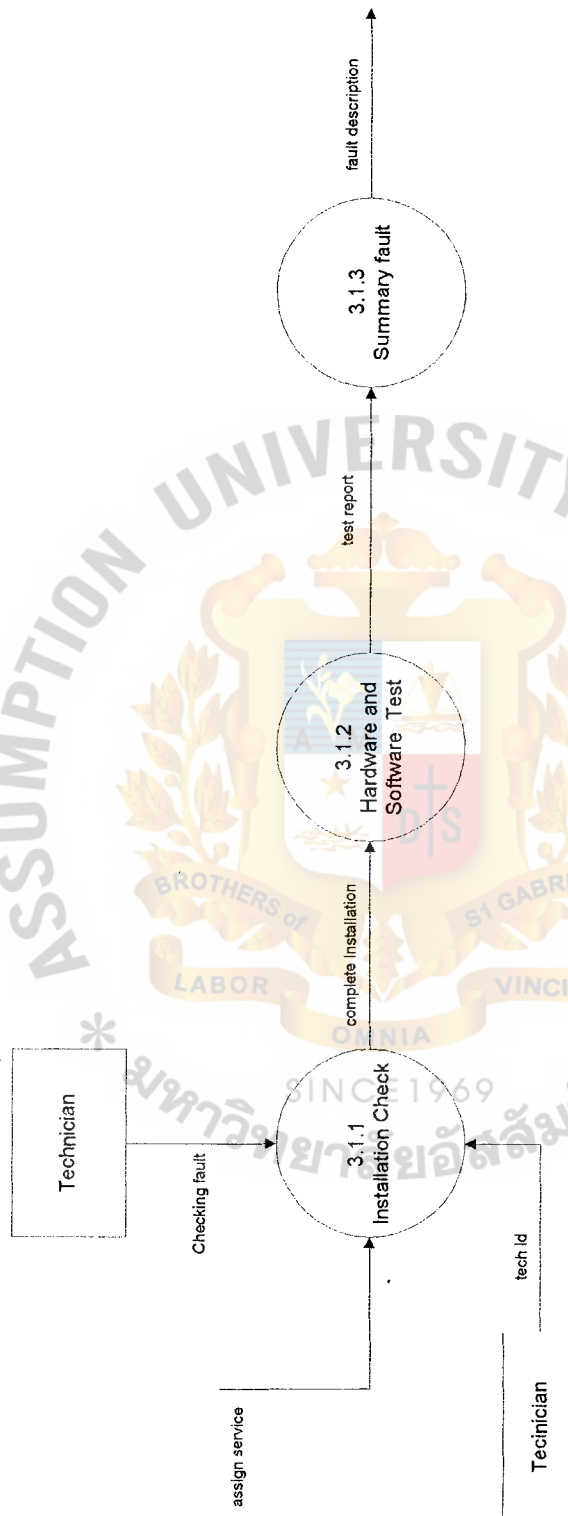 Technician
Checking fault
assign service
Tecinician
tech Id
3.1.1
Installation Check
complete Installation
3.1.2
Hardware and
Software Test
test report
3.1.3
Summary fault
fault description
ASSUMPTION UNIVERSITY
BROTHERS of
S1 GABRI
LABOR
OMNIA
VINCI
D S
SINCE 1969